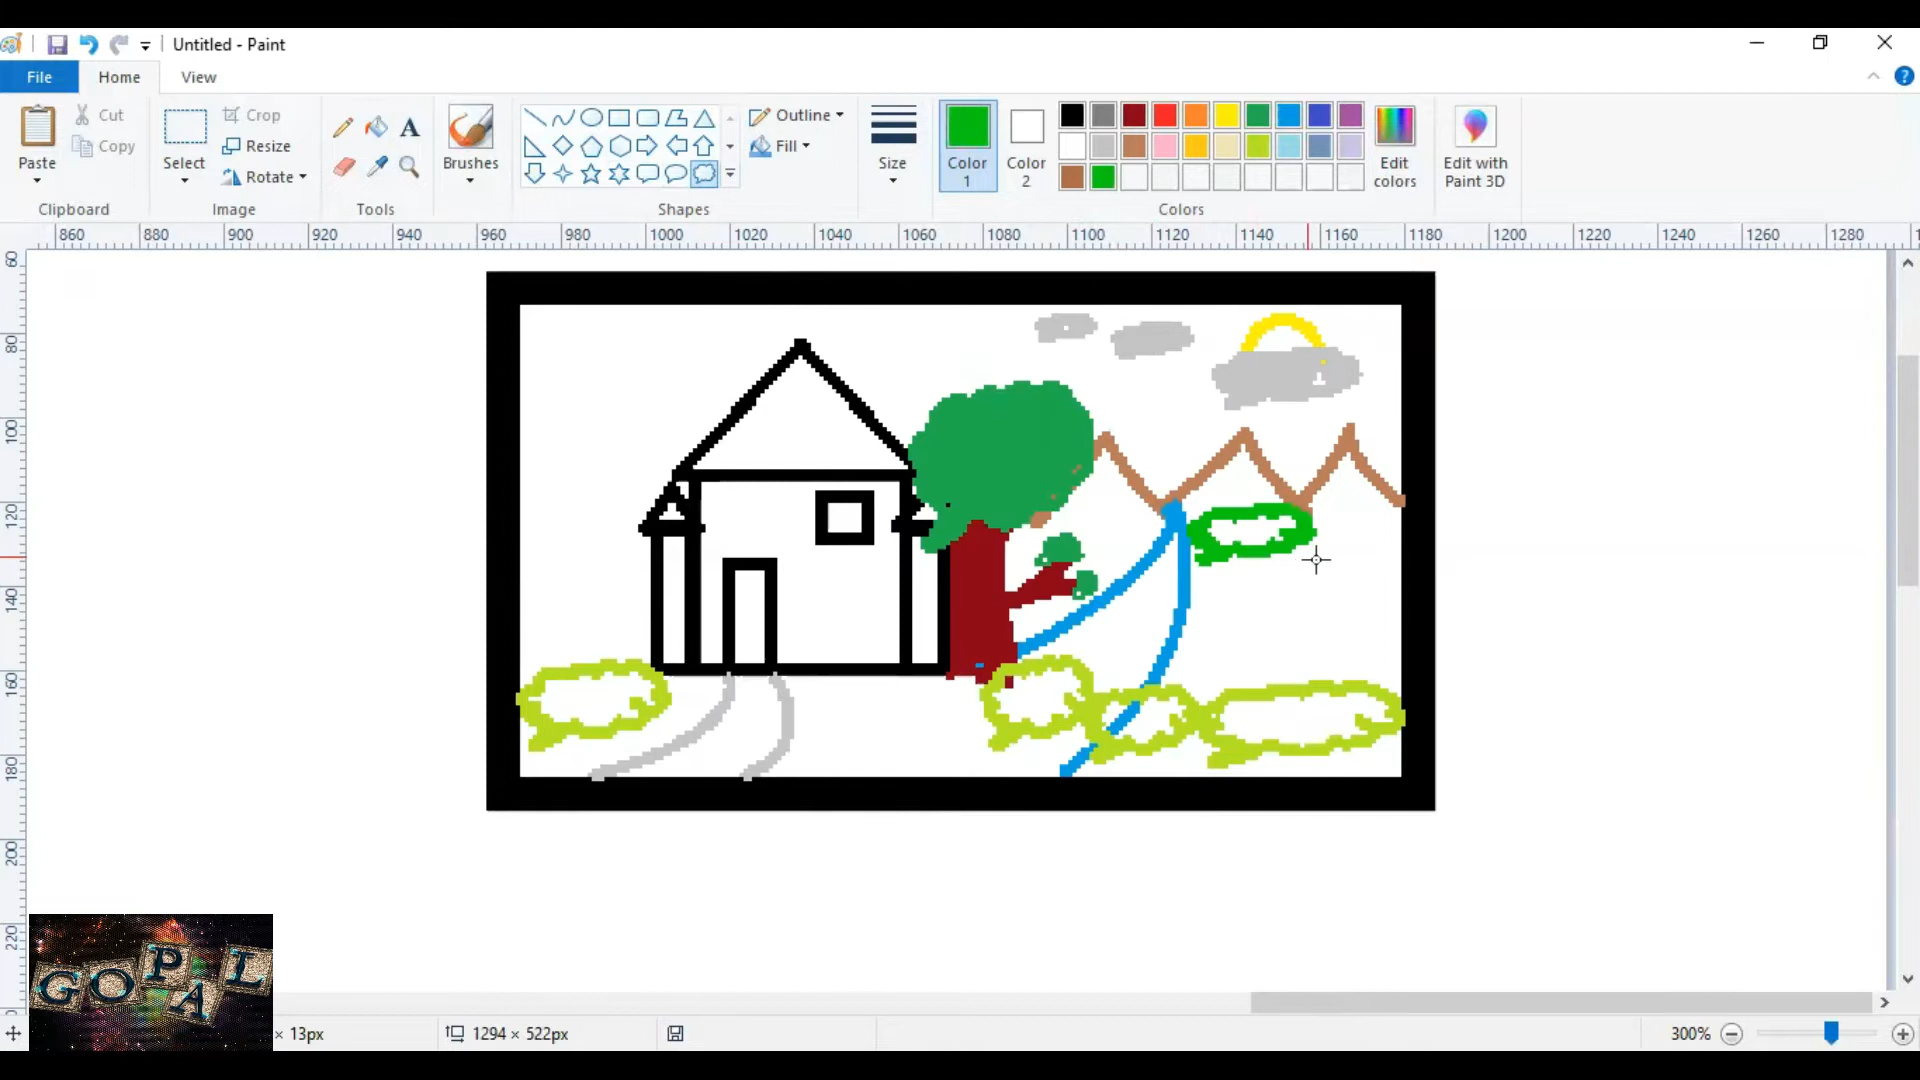 Untitled - Paint
File Home View
Paste Cut Copy
Clipboard
Select Crop Resize Rotate
Image
A
Tools
Brushes
Shapes
Outline Fill
Size
Color 1
Color 2
Edit colors
Colors
Edit with Paint 3D
860 880 900 920 940 960 980 1000 1020 1040 1060 1080 1100 1120 1140 1160 1180 1200 1220 1240 1260 1280
60
80
100
120
140
160
180
200
220
GOPAL
× 13px 1294 × 522px 300%